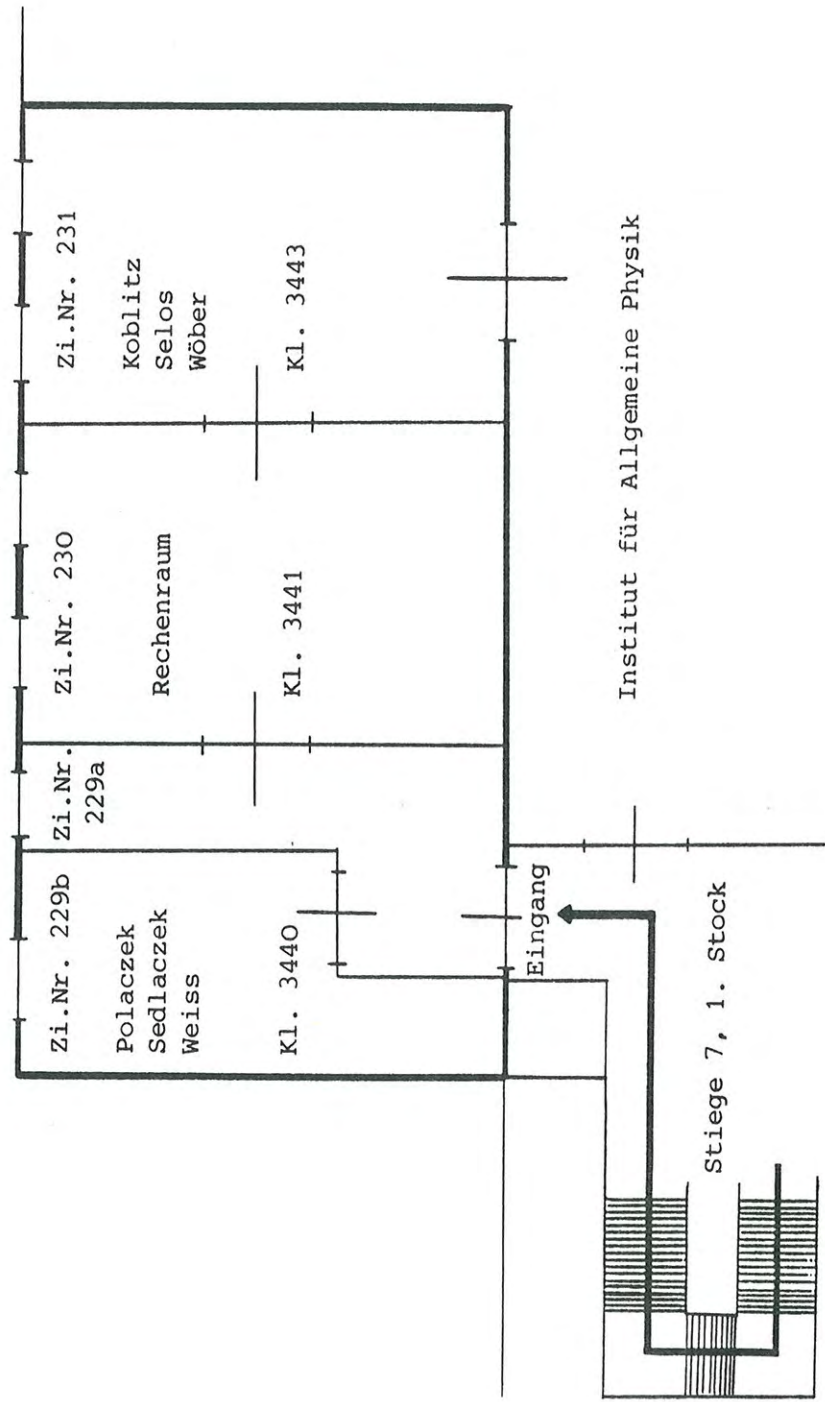 Zi.Nr. 229b
Polaczek
Sedlaczek
Weiss
Kl. 3440
Zi.Nr.
229a
Zi.Nr. 230
Rechenraum
Kl. 3441
Zi.Nr. 231
Koblitz
Selos
Wöber
Kl. 3443
Eingang
Institut für Allgemeine Physik
Stiege 7, 1. Stock